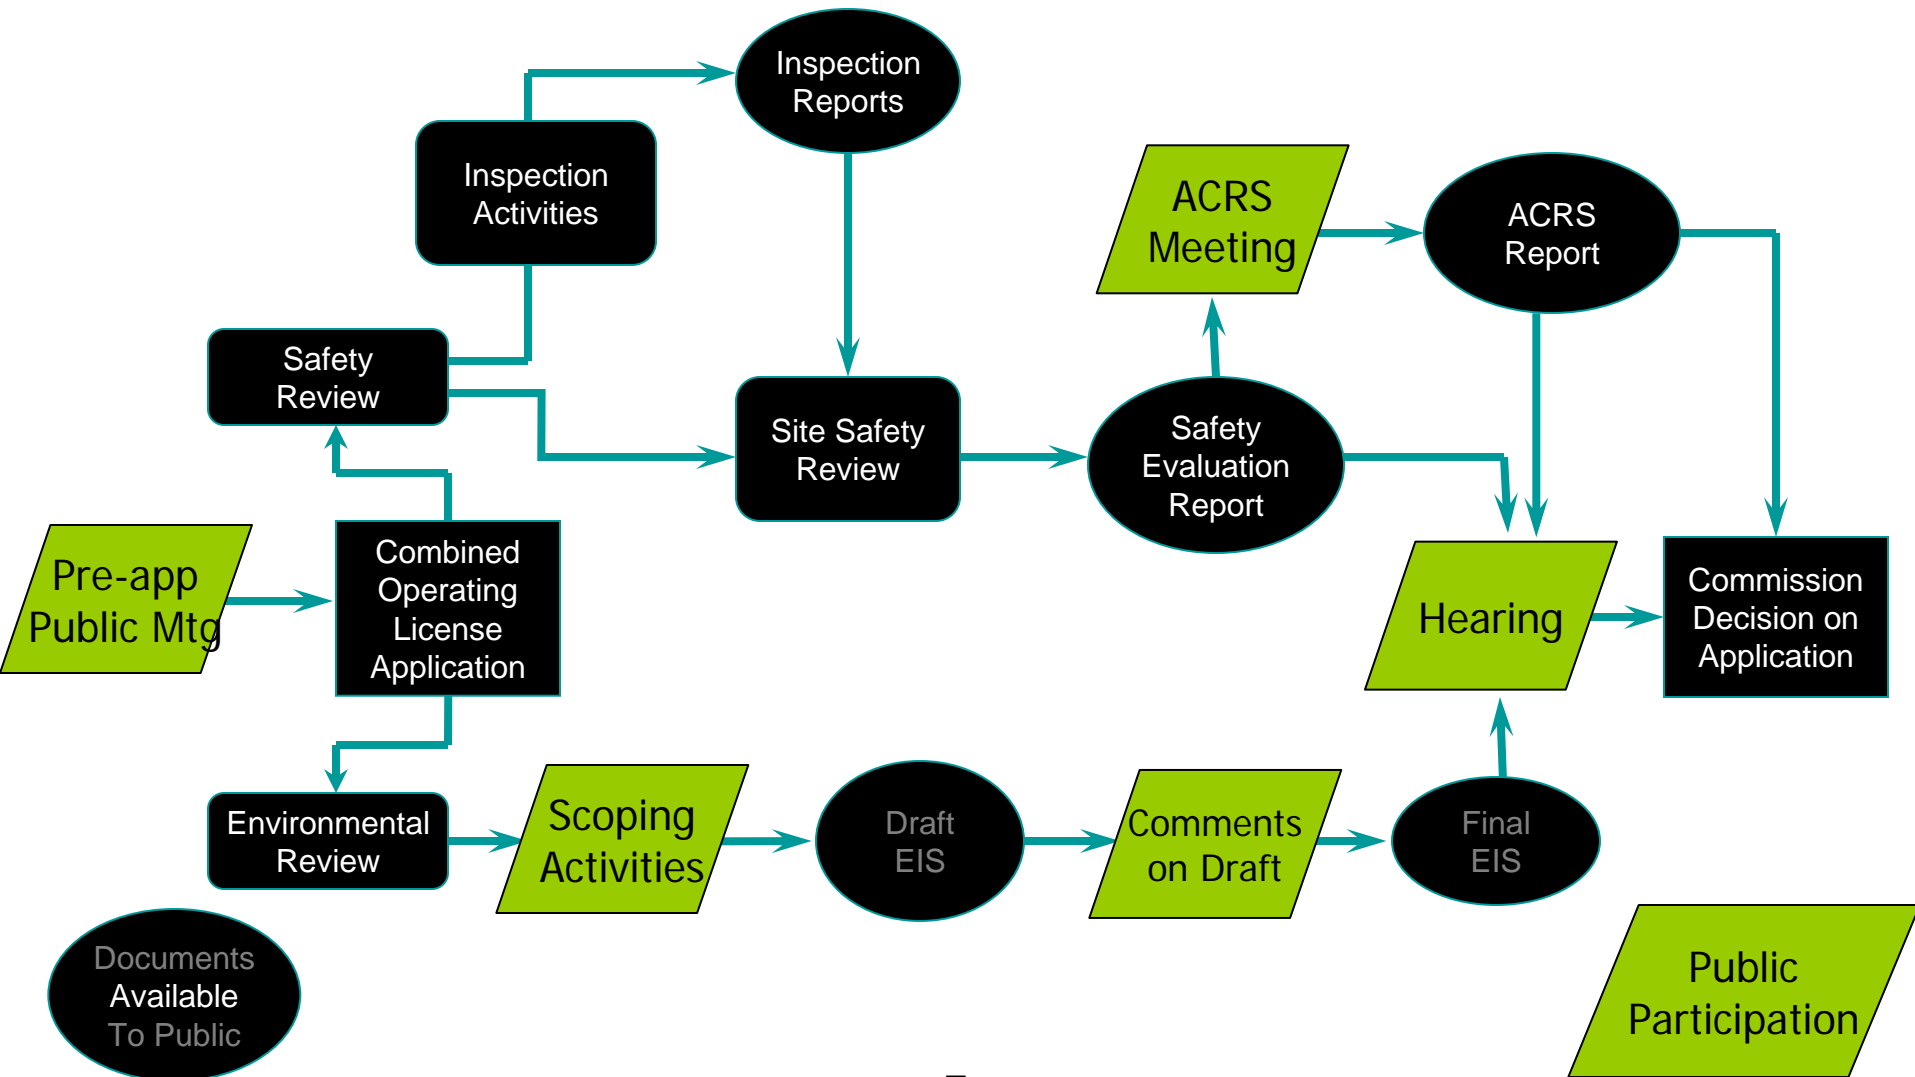 Inspection
Reports
Inspection
Activities
ACRS
Meeting
ACRS
Report
Safety
Review
Site Safety
Review
Safety
Evaluation
Report
Pre-app
Public Mtg
Combined
Operating
License
Application
Hearing
Commission
Decision on
Application
Environmental
Review
Scoping
Activities
Draft
EIS
Comments
on Draft
Final
EIS
Documents
Available
To Public
Public
Participation